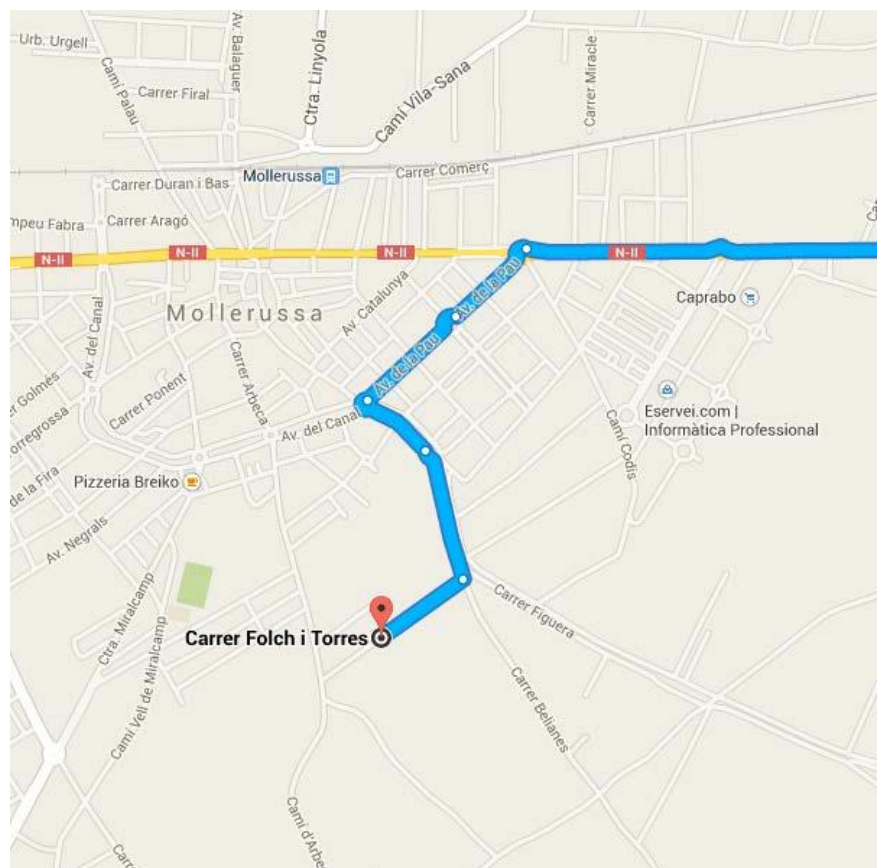 Urb. Urgell
Av. Balaguer
Camí Palau
Carrer Firal
Ctra. Linyola
Camí Vila-Sana
Carrer Miracle
Carrer Comerç
Mollerussa
Carrer Duran i Bas
Carrer Aragó
mpeu Fabra
N-II
N-II
N-II
N-II
Caprabo
Mollerussa
Av. Catalunya
Av. de la Pau
Av. de la Pau
Av. del Canal
Carrer Arbeca
Carrer Ponent
er Golmés
orregrossa
Av. del Canal
Eservei.com |
Informàtica Professional
Camí Codis
Pizzeria Breiko
de la Fira
Av. Negrals
Ctra. Miralcamp
Camí Vell de Miralcamp
Carrer Figuera
Carrer Folch i Torres
Carrer Belianes
Camí d'Arbe
Carre